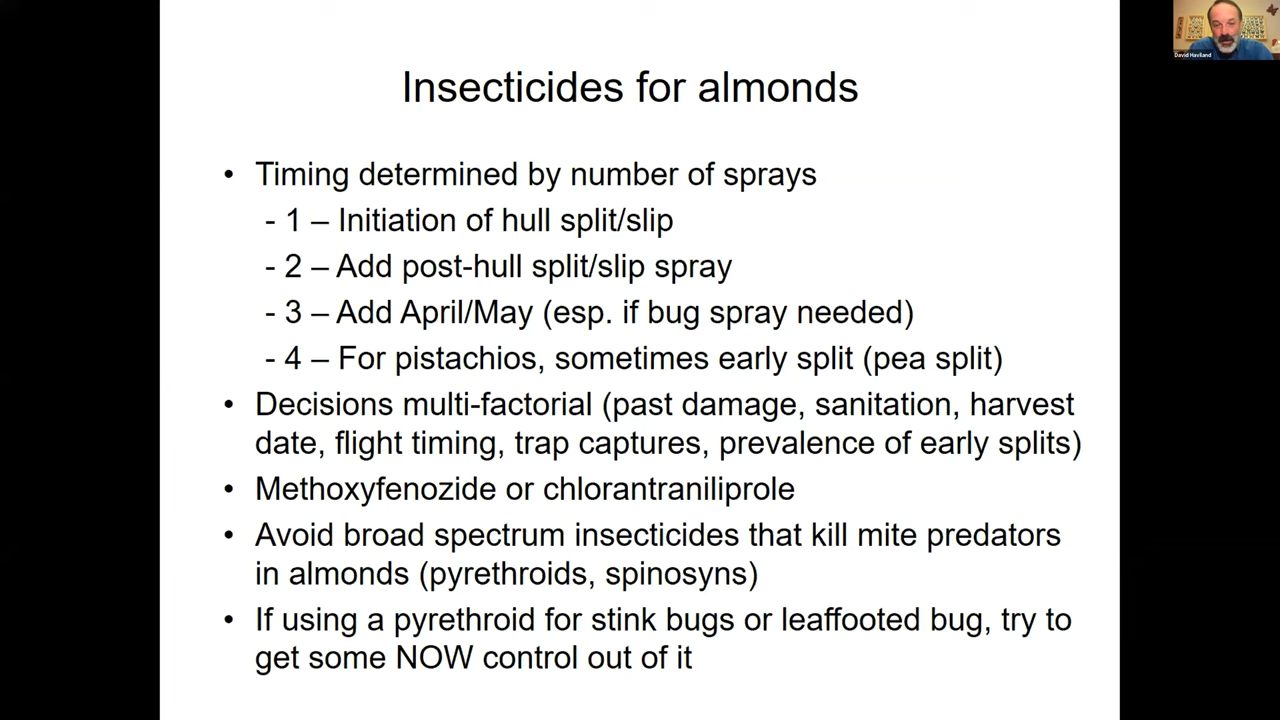 Insecticides for almonds
• Timing determined by number of sprays
- 1 – Initiation of hull split/slip
- 2 – Add post-hull split/slip spray
- 3 – Add April/May (esp. if bug spray needed)
- 4 – For pistachios, sometimes early split (pea split)
• Decisions multi-factorial (past damage, sanitation, harvest
date, flight timing, trap captures, prevalence of early splits)
• Methoxyfenozide or chlorantraniliprole
• Avoid broad spectrum insecticides that kill mite predators
in almonds (pyrethroids, spinosyns)
• If using a pyrethroid for stink bugs or leaffooted bug, try to
get some NOW control out of it
David Haviland